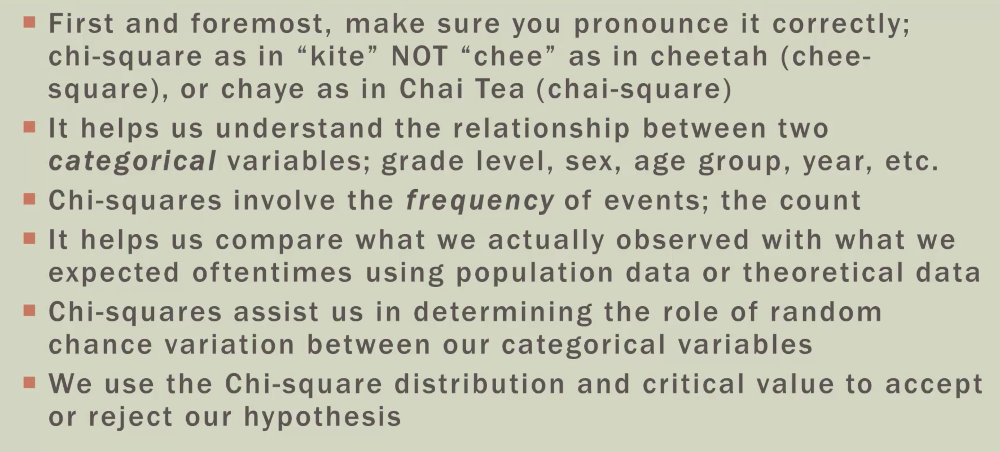 First and foremost, make sure you pronounce it correctly;
chi-square as in “kite” NOT “chee” as in cheetah (chee-
square), or chaye as in Chai Tea (chai-square)
It helps us understand the relationship between two
categorical variables; grade level, sex, age group, year, etc.
Chi-squares involve the frequency of events; the count
It helps us compare what we actually observed with what we
expected oftentimes using population data or theoretical data
Chi-squares assist us in determining the role of random
chance variation between our categorical variables
We use the Chi-square distribution and critical value to accept
or reject our hypothesis